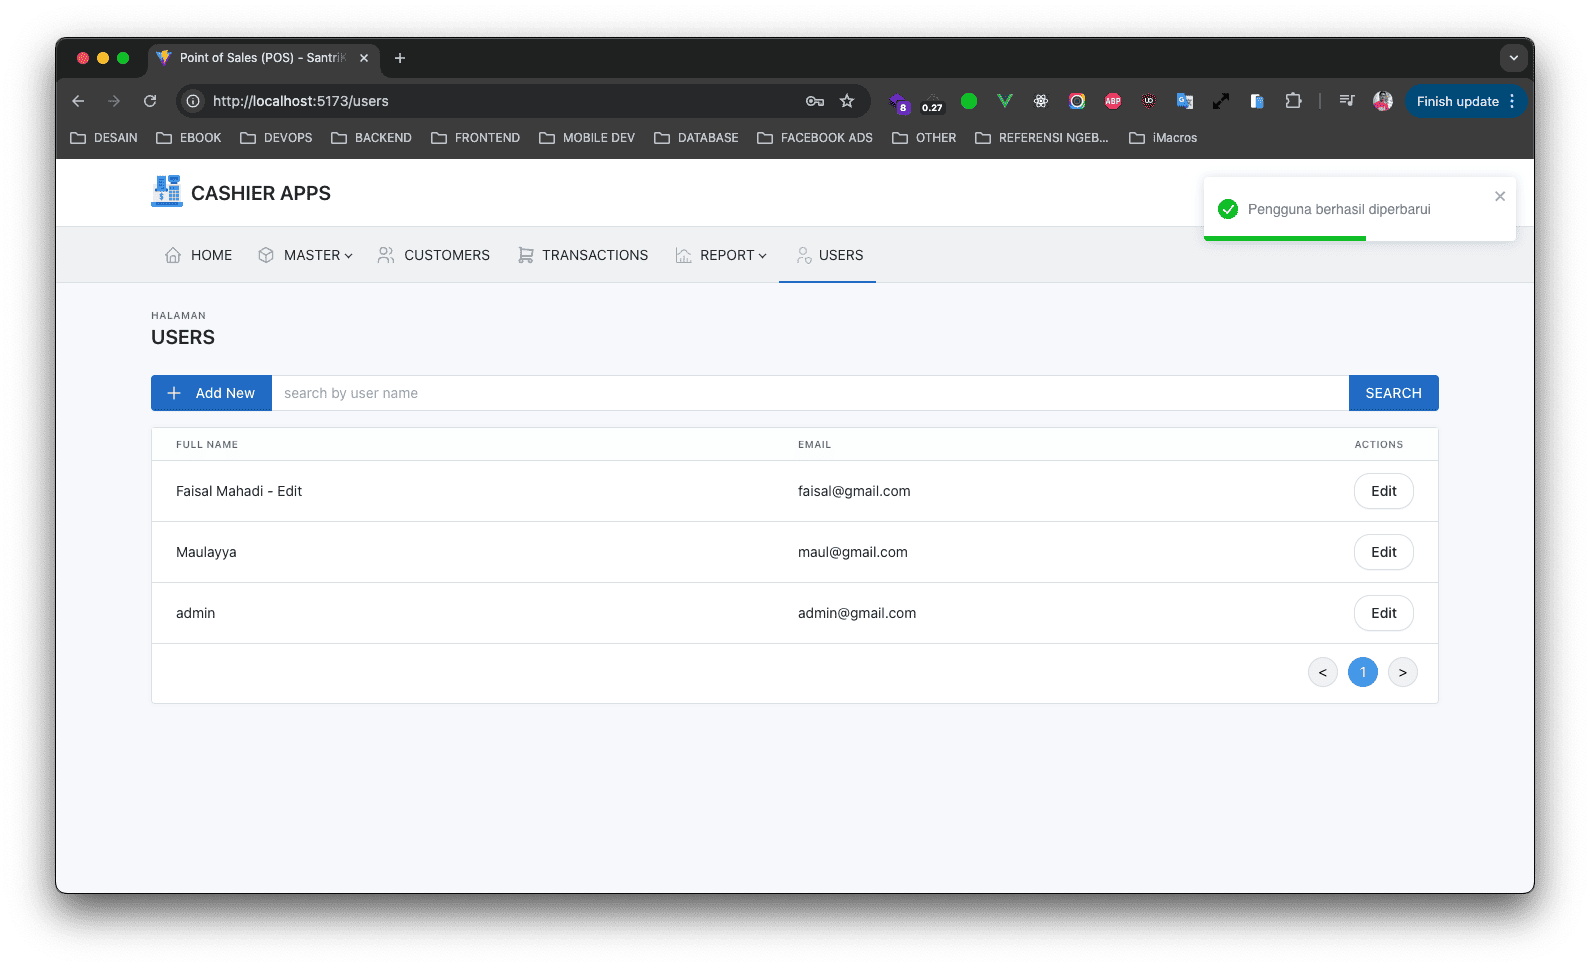 Point of Sales (POS) - SantriK
http://localhost:5173/users
8
0.27
ABP
Finish update
DESAIN
EBOOK
DEVOPS
BACKEND
FRONTEND
MOBILE DEV
DATABASE
FACEBOOK ADS
OTHER
REFERENSI NGEB...
iMacros
CASHIER APPS
Pengguna berhasil diperbarui
HOME
MASTER
CUSTOMERS
TRANSACTIONS
REPORT
USERS
HALAMAN
USERS
+ Add New
search by user name
SEARCH
FULL NAME EMAIL ACTIONS
Faisal Mahadi - Edit faisal@gmail.com Edit
Maulayya maul@gmail.com Edit
admin admin@gmail.com Edit
< 1 >